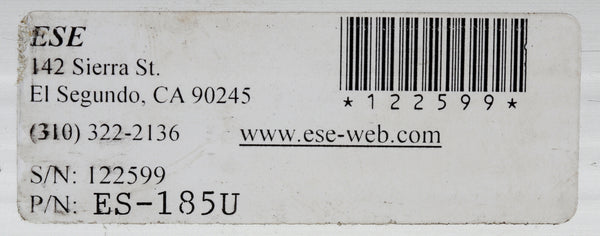 ESE
142 Sierra St.
El Segundo, CA 90245
*122599*
(310) 322-2136 www.ese-web.com
S/N: 122599
P/N: ES-185U